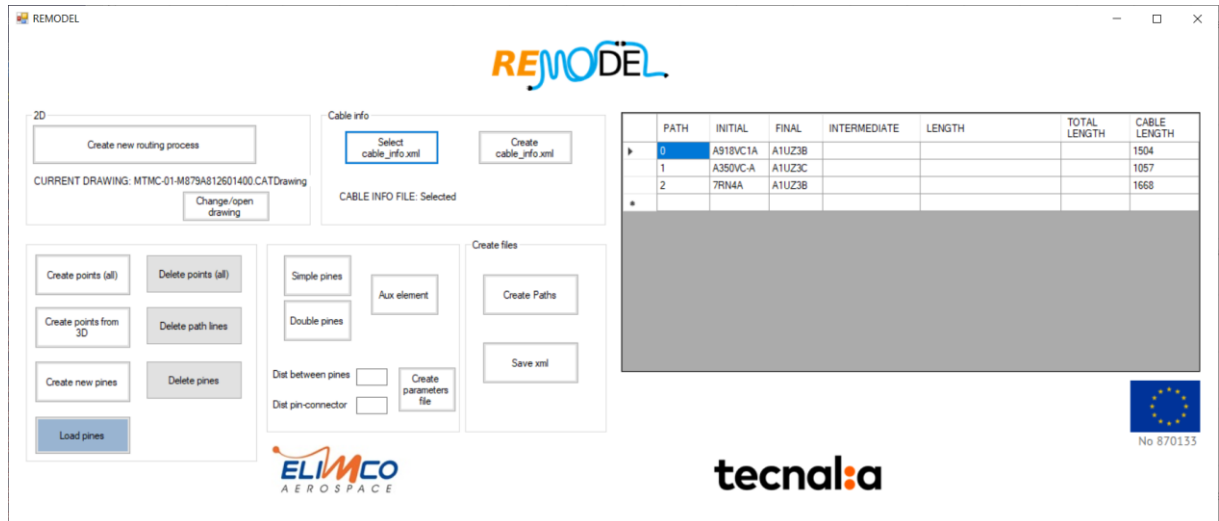 REMODEL
REMODEL
2D
Create new routing process
CURRENT DRAWING: MTMC-01-M879A812601400.CATDrawing
Change/open
drawing
Cable info
Select
cable_info.xml
Create
cable_info.xml
CABLE INFO FILE: Selected
PATH INITIAL FINAL INTERMEDIATE LENGTH TOTAL LENGTH CABLE LENGTH
0 A918VC1A A1UZ3B 1504
1 A350VC-A A1UZ3C 1057
2 7RN4A A1UZ3B 1668
Create points (all)
Delete points (all)
Create points from
3D
Delete path lines
Create new pines
Delete pines
Load pines
Simple pines
Double pines
Aux element
Dist between pines
Dist pin-connector
Create
parameters
file
Create files
Create Paths
Save xml
No 870133
ELIMCO
AEROSPACE
tecnal:a